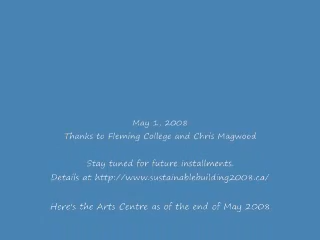 May 1, 2008
Thanks to Fleming College and Chris Magwood
Stay tuned for future installments.
Details at http://www.sustainablebuilding2008.ca/
Here's the Arts Centre as of the end of May 2008